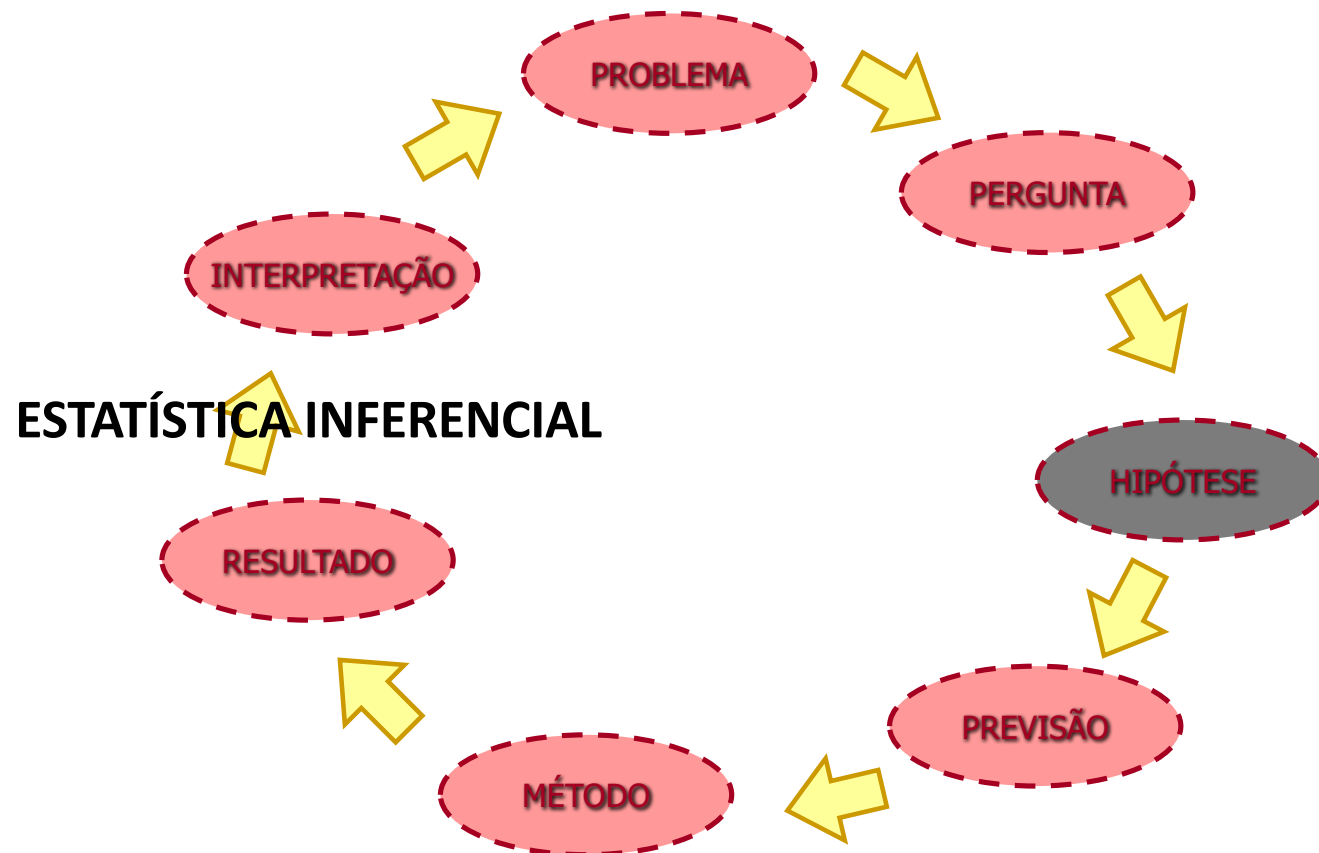 PROBLEMA
PERGUNTA
INTERPRETAÇÃO
ESTATÍSTICA INFERENCIAL
HIPÓTESE
RESULTADO
PREVISÃO
MÉTODO